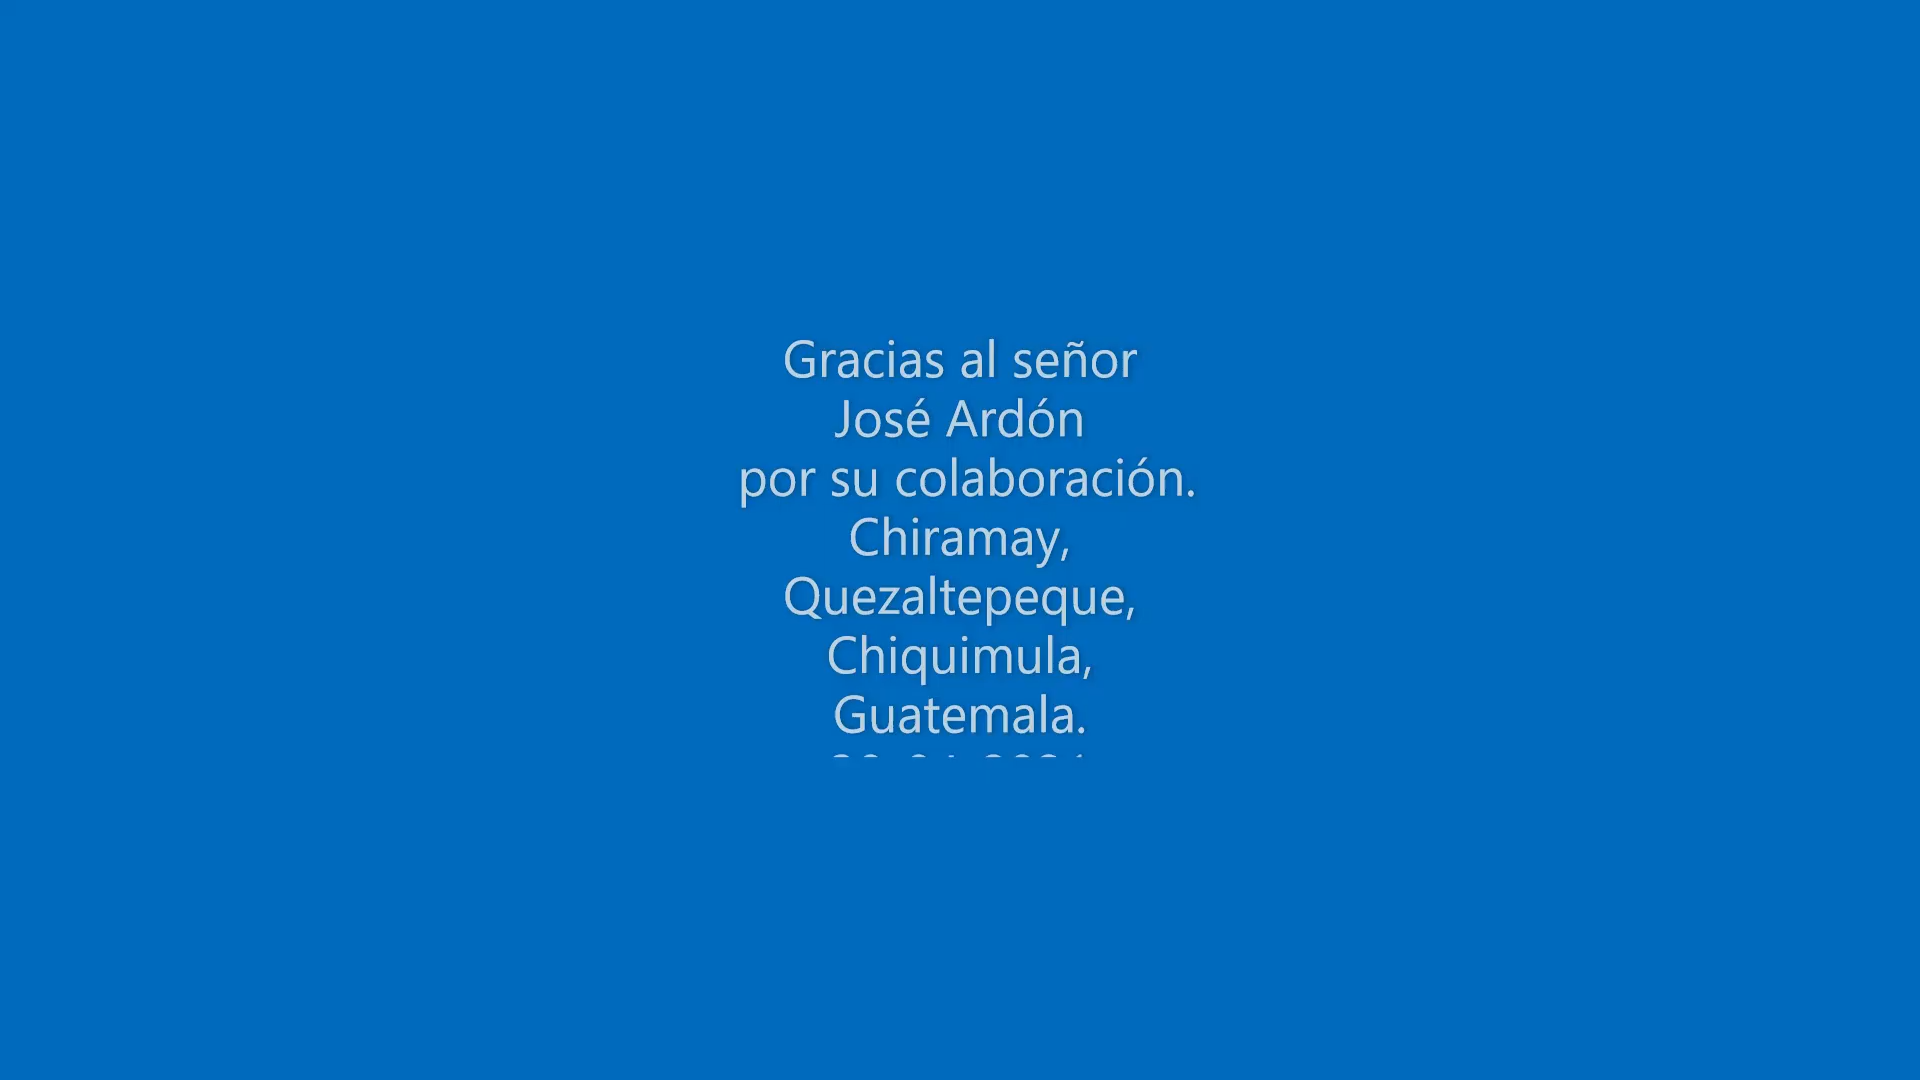 Gracias al señor
José Ardón
por su colaboración.
Chiramay,
Quezaltepeque,
Chiquimula,
Guatemala.